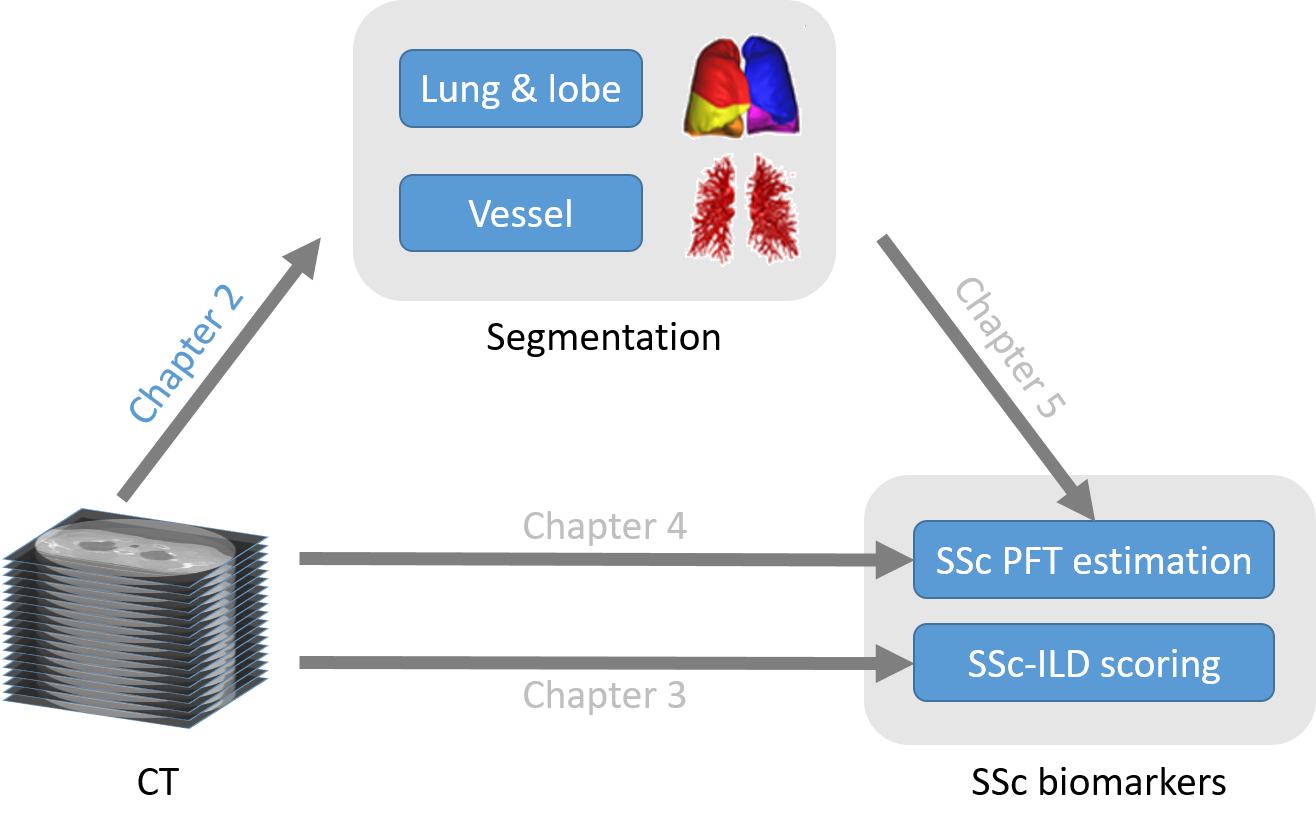 Lung & lobe
Vessel
Segmentation
Chapter 2
Chapter 5
Chapter 4
SSc PFT estimation
SSc-ILD scoring
Chapter 3
CT
SSc biomarkers